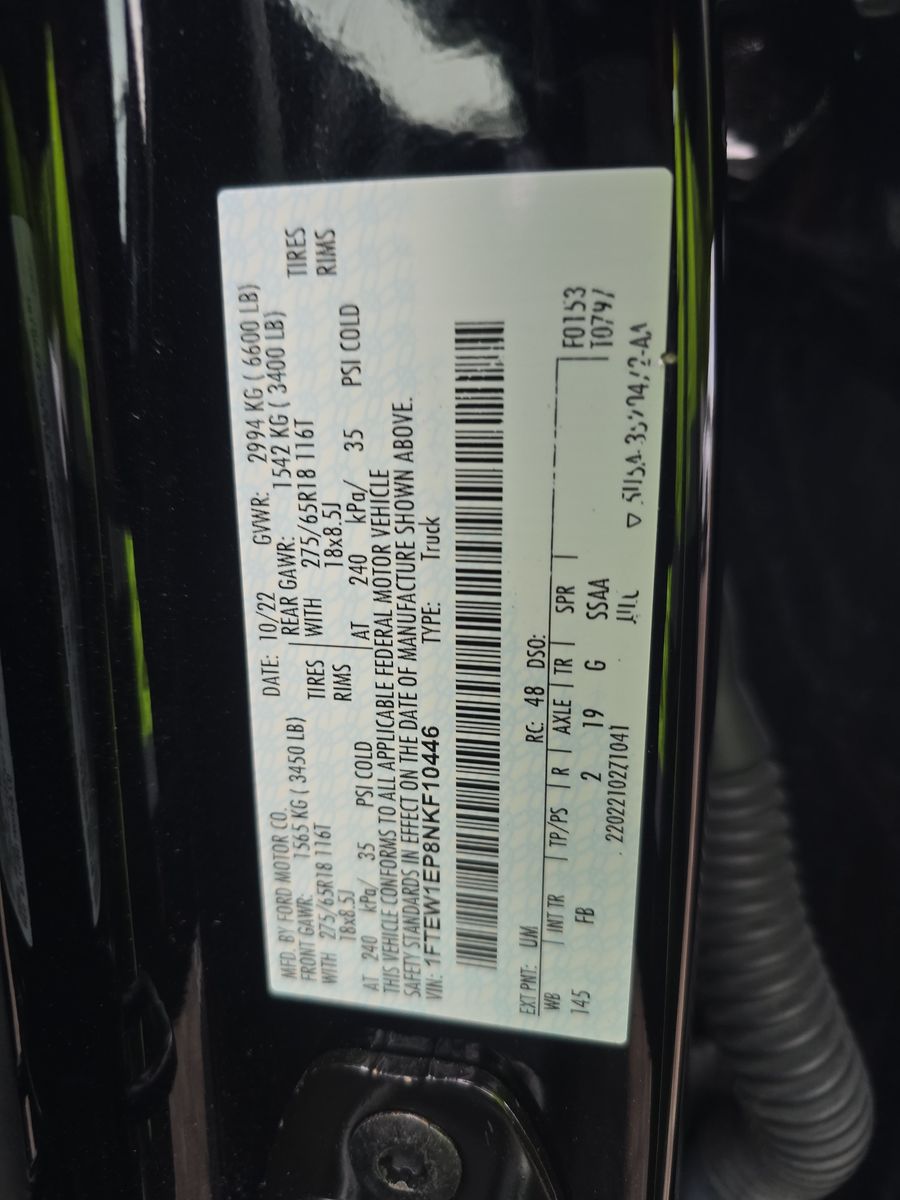 MFD. BY FORD MOTOR CO.
DATE: 10/22 GVWR: 2994 KG ( 6600 LB)
FRONT GAWR: 1565 KG ( 3450 LB) REAR GAWR: 1542 KG ( 3400 LB)
WITH 275/65R18 116T TIRES WITH 275/65R18 116T TIRES
18x8.5J RIMS 18x8.5J RIMS
AT 240 kPa/ 35 PSI COLD AT 240 kPa/ 35 PSI COLD
THIS VEHICLE CONFORMS TO ALL APPLICABLE FEDERAL MOTOR VEHICLE
SAFETY STANDARDS IN EFFECT ON THE DATE OF MANUFACTURE SHOWN ABOVE.
VIN: 1FTEW1EP8NKF10446 TYPE: Truck
EXT PNT: UM RC: 48 DSO:
WB INT TR TP/PS R AXLE TR SPR F0153
145 FB 2 19 G SSAA T0797
2202210271041